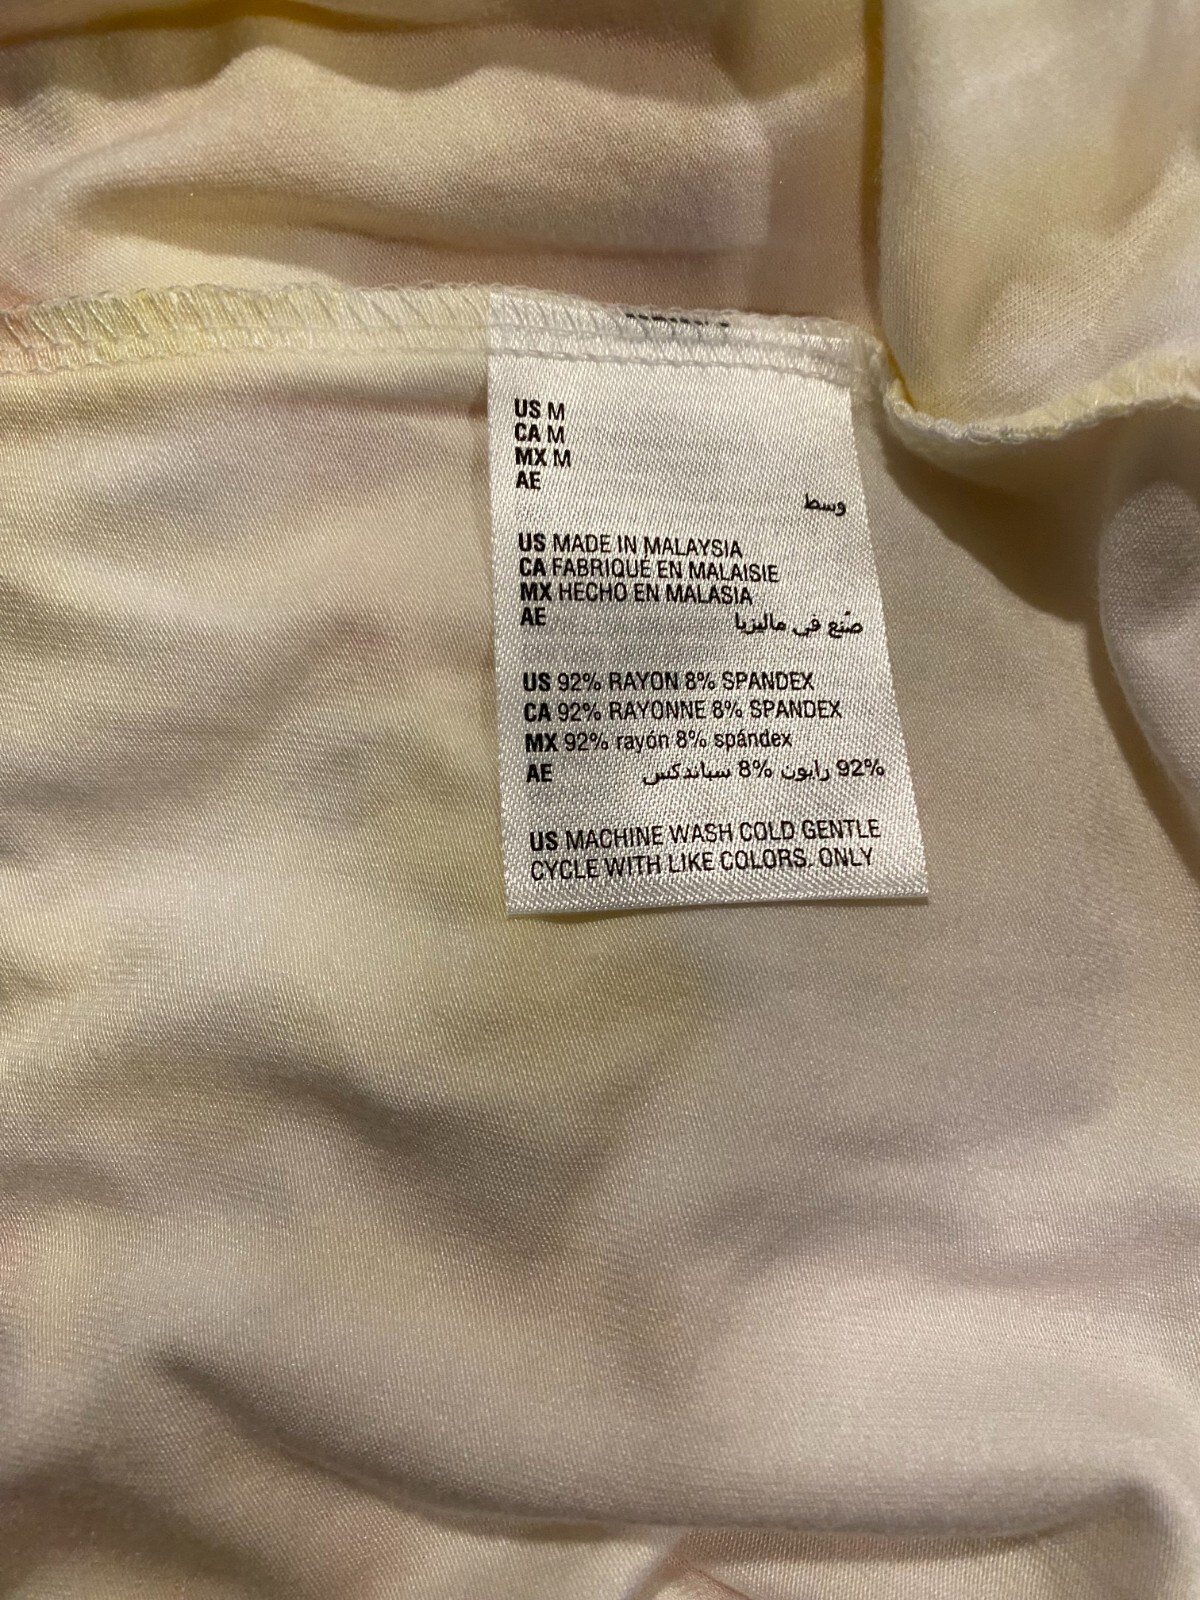 US M
CA M
MX M
AE
وسط
US MADE IN MALAYSIA
CA FABRIQUÉ EN MALAISIE
MX HECHO EN MALASIA
AE صُنع في ماليزيا
US 92% RAYON 8% SPANDEX
CA 92% RAYONNE 8% SPANDEX
MX 92% rayón 8% spándex
AE 92% رايون 8% سباندكس
US MACHINE WASH COLD GENTLE
CYCLE WITH LIKE COLORS. ONLY